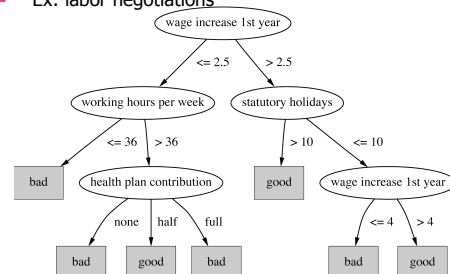 Ex: labor negotiations
wage increase 1st year
<= 2.5 > 2.5
working hours per week statutory holidays
<= 36 > 36 > 10 <= 10
bad health plan contribution good wage increase 1st year
none half full <= 4 > 4
bad good bad bad good